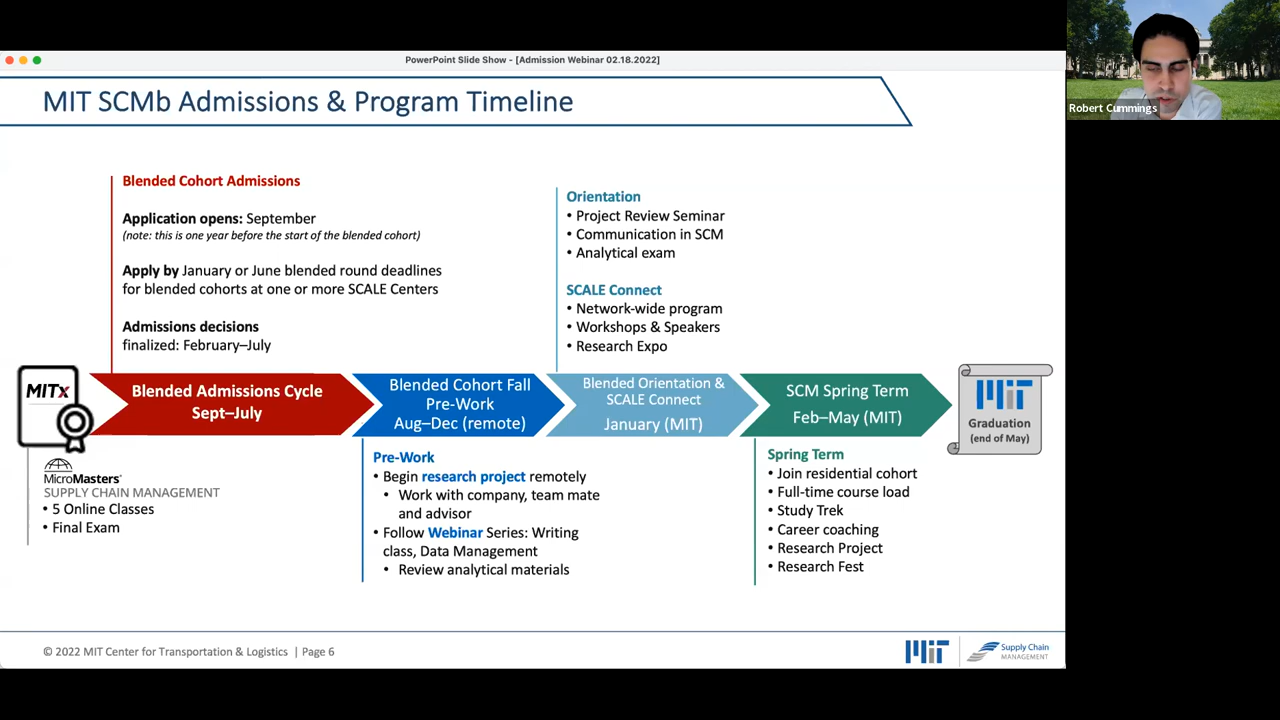 PowerPoint Slide Show - [Admission Webinar 02.18.2022]
Robert Cummings
MIT SCMb Admissions & Program Timeline
Blended Cohort Admissions
Application opens: September
(note: this is one year before the start of the blended cohort)
Apply by January or June blended round deadlines
for blended cohorts at one or more SCALE Centers
Admissions decisions
finalized: February–July
Orientation
• Project Review Seminar
• Communication in SCM
• Analytical exam
SCALE Connect
• Network-wide program
• Workshops & Speakers
• Research Expo
MITx
Blended Admissions Cycle
Sept–July
Blended Cohort Fall
Pre-Work
Aug–Dec (remote)
Blended Orientation &
SCALE Connect
January (MIT)
SCM Spring Term
Feb–May (MIT)
MIT
Graduation
(end of May)
MicroMasters®
SUPPLY CHAIN MANAGEMENT
• 5 Online Classes
• Final Exam
Pre-Work
• Begin research project remotely
• Work with company, team mate
and advisor
• Follow Webinar Series: Writing
class, Data Management
• Review analytical materials
Spring Term
• Join residential cohort
• Full-time course load
• Study Trek
• Career coaching
• Research Project
• Research Fest
© 2022 MIT Center for Transportation & Logistics | Page 6
MIT
Supply Chain
MANAGEMENT